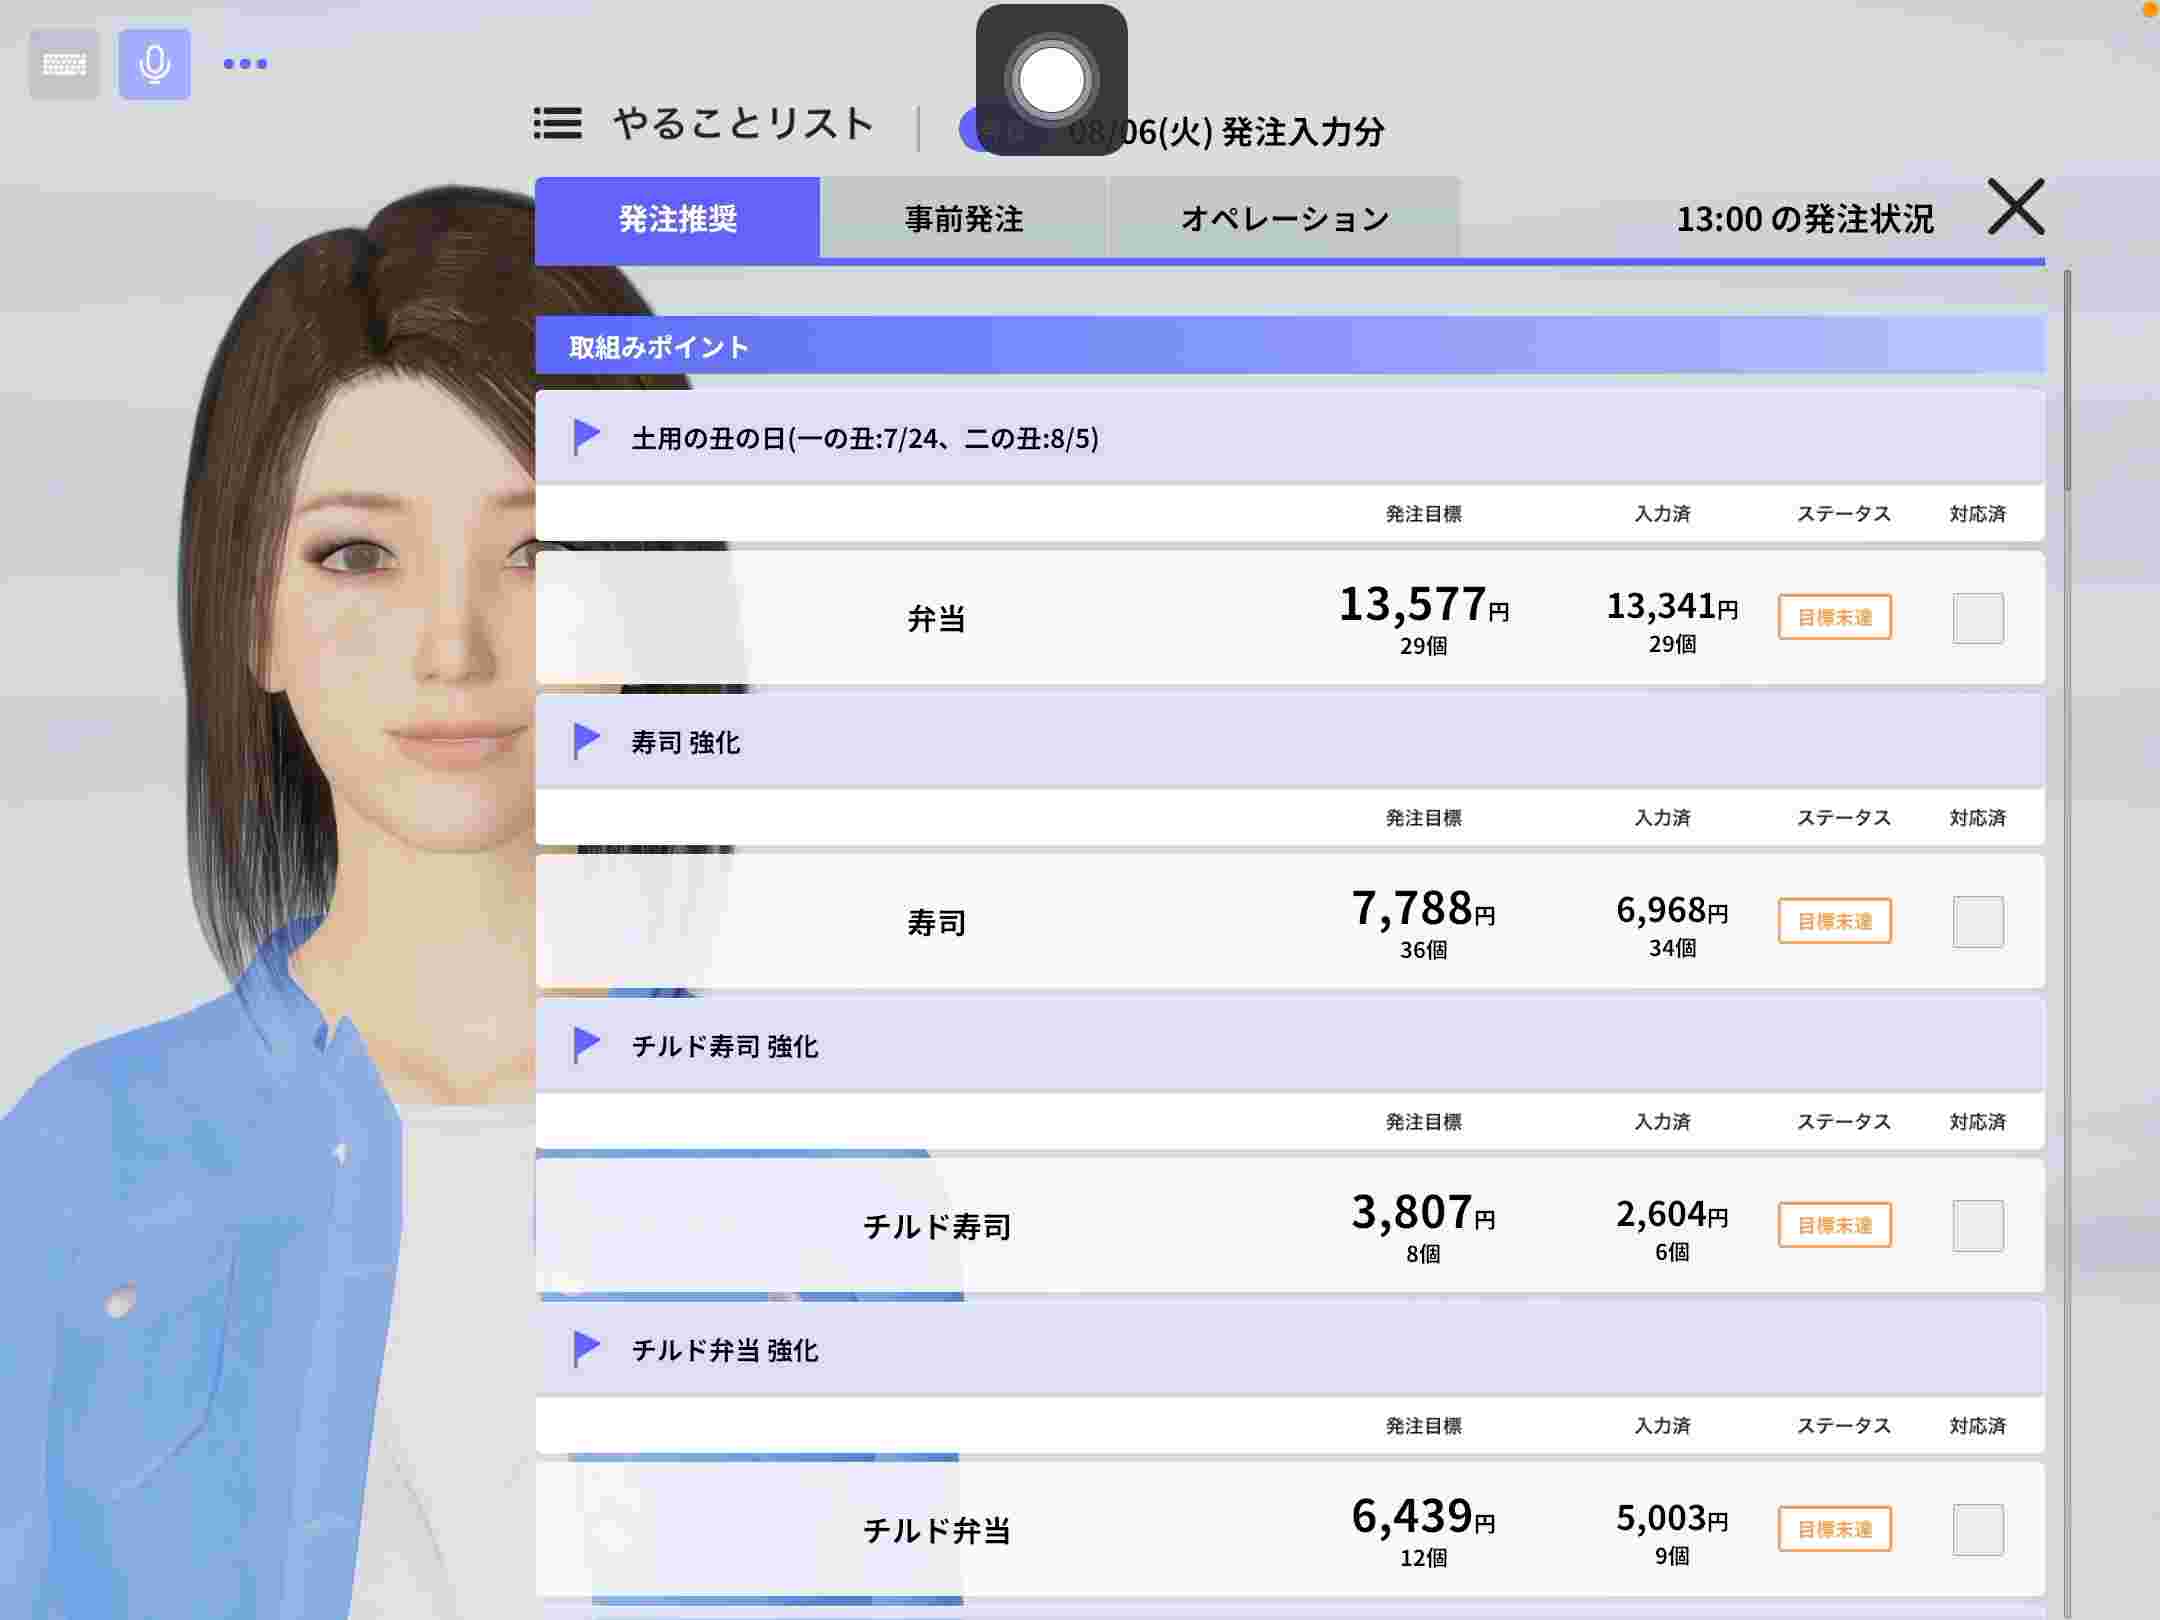 やることリスト
08/06(火) 発注入力分
発注推奨
事前発注
オペレーション
13:00 の発注状況
取組みポイント
土用の丑の日(一の丑:7/24、二の丑:8/5)
発注目標 入力済 ステータス 対応済
弁当 13,577円 13,341円 目標未達
29個 29個
寿司 強化
発注目標 入力済 ステータス 対応済
寿司 7,788円 6,968円 目標未達
36個 34個
チルド寿司 強化
発注目標 入力済 ステータス 対応済
チルド寿司 3,807円 2,604円 目標未達
8個 6個
チルド弁当 強化
発注目標 入力済 ステータス 対応済
チルド弁当 6,439円 5,003円 目標未達
12個 9個